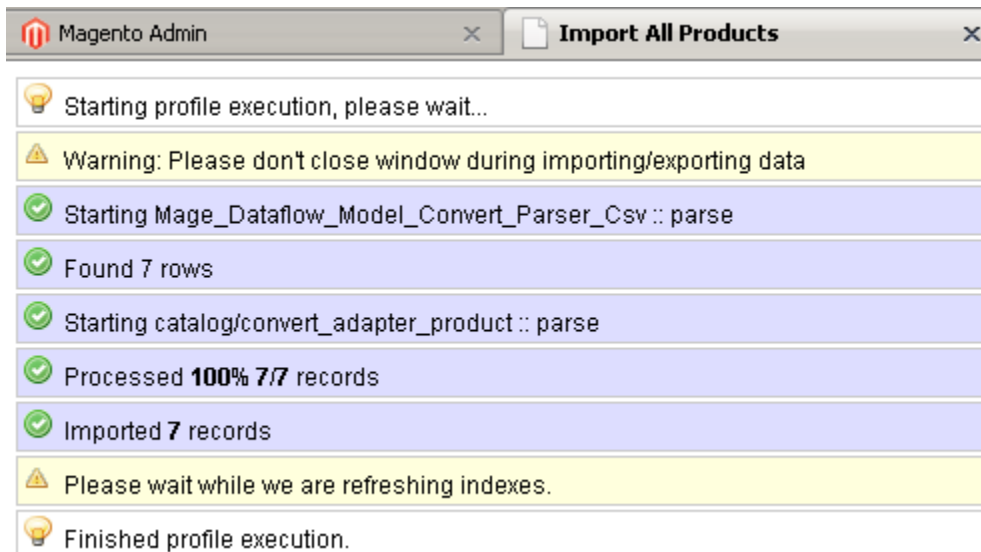 Magento Admin
Import All Products
Starting profile execution, please wait...
Warning: Please don't close window during importing/exporting data
Starting Mage_Dataflow_Model_Convert_Parser_Csv :: parse
Found 7 rows
Starting catalog/convert_adapter_product :: parse
Processed 100% 7/7 records
Imported 7 records
Please wait while we are refreshing indexes.
Finished profile execution.